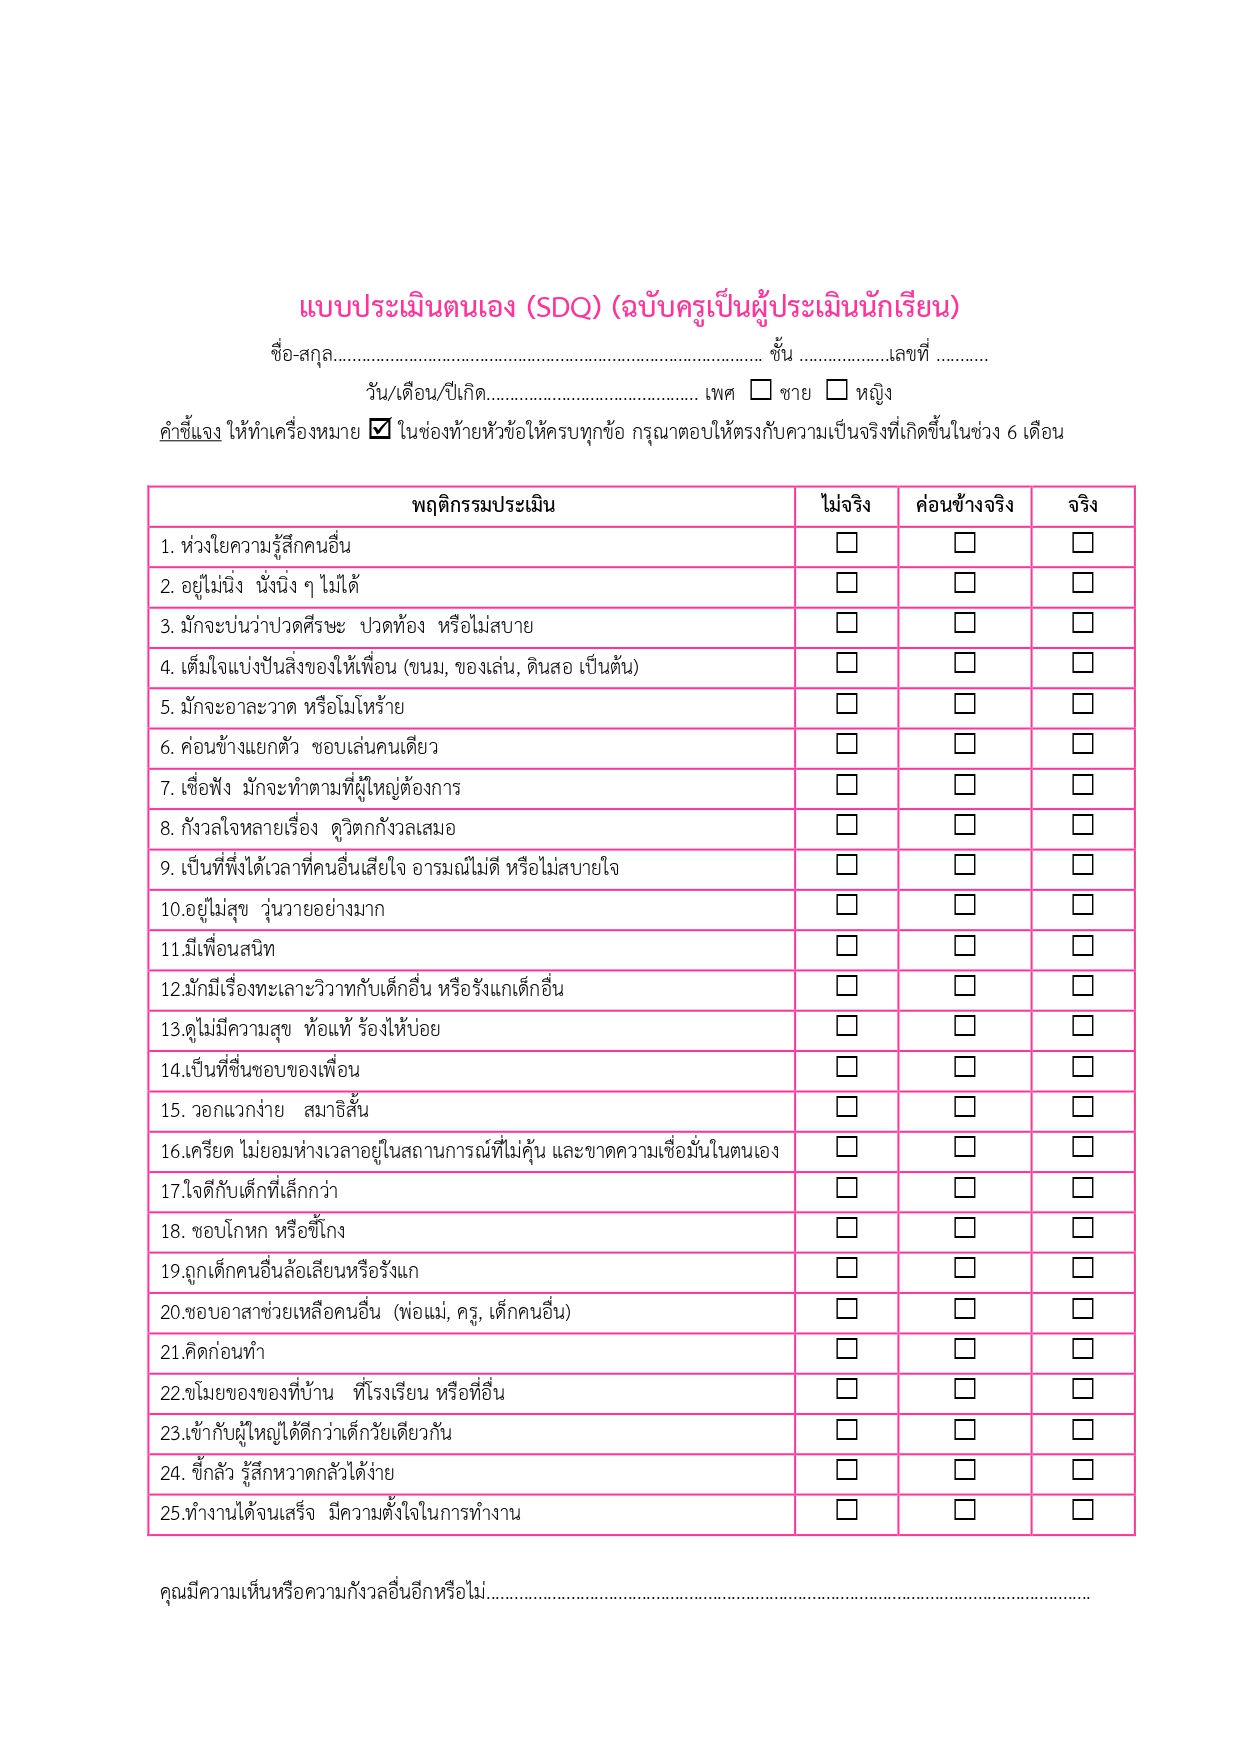 แบบประเมินตนเอง (SDQ) (ฉบับครูเป็นผู้ประเมินนักเรียน)
ชื่อ-สกุล........................................................................................... ชั้น ...................เลขที่ ...........
วัน/เดือน/ปีเกิด............................................. เพศ ☐ ชาย ☐ หญิง
คำชี้แจง ให้ทำเครื่องหมาย ☑ ในช่องท้ายหัวข้อให้ครบทุกข้อ กรุณาตอบให้ตรงกับความเป็นจริงที่เกิดขึ้นในช่วง 6 เดือน
พฤติกรรมประเมิน ไม่จริง ค่อนข้างจริง จริง
1. ห่วงใยความรู้สึกคนอื่น ☐ ☐ ☐
2. อยู่ไม่นิ่ง นั่งนิ่ง ๆ ไม่ได้ ☐ ☐ ☐
3. มักจะบ่นว่าปวดศีรษะ ปวดท้อง หรือไม่สบาย ☐ ☐ ☐
4. เต็มใจแบ่งปันสิ่งของให้เพื่อน (ขนม, ของเล่น, ดินสอ เป็นต้น) ☐ ☐ ☐
5. มักจะอาละวาด หรือโมโหร้าย ☐ ☐ ☐
6. ค่อนข้างแยกตัว ชอบเล่นคนเดียว ☐ ☐ ☐
7. เชื่อฟัง มักจะทำตามที่ผู้ใหญ่ต้องการ ☐ ☐ ☐
8. กังวลใจหลายเรื่อง ดูวิตกกังวลเสมอ ☐ ☐ ☐
9. เป็นที่พึ่งได้เวลาที่คนอื่นเสียใจ อารมณ์ไม่ดี หรือไม่สบายใจ ☐ ☐ ☐
10.อยู่ไม่สุข วุ่นวายอย่างมาก ☐ ☐ ☐
11.มีเพื่อนสนิท ☐ ☐ ☐
12.มักมีเรื่องทะเลาะวิวาทกับเด็กอื่น หรือรังแกเด็กอื่น ☐ ☐ ☐
13.ดูไม่มีความสุข ท้อแท้ ร้องไห้บ่อย ☐ ☐ ☐
14.เป็นที่ชื่นชอบของเพื่อน ☐ ☐ ☐
15. วอกแวกง่าย สมาธิสั้น ☐ ☐ ☐
16.เครียด ไม่ยอมห่างเวลาอยู่ในสถานการณ์ที่ไม่คุ้น และขาดความเชื่อมั่นในตนเอง ☐ ☐ ☐
17.ใจดีกับเด็กที่เล็กกว่า ☐ ☐ ☐
18. ชอบโกหก หรือขี้โกง ☐ ☐ ☐
19.ถูกเด็กคนอื่นล้อเลียนหรือรังแก ☐ ☐ ☐
20.ชอบอาสาช่วยเหลือคนอื่น (พ่อแม่, ครู, เด็กคนอื่น) ☐ ☐ ☐
21.คิดก่อนทำ ☐ ☐ ☐
22.ขโมยของของที่บ้าน ที่โรงเรียน หรือที่อื่น ☐ ☐ ☐
23.เข้ากับผู้ใหญ่ได้ดีกว่าเด็กวัยเดียวกัน ☐ ☐ ☐
24. ขี้กลัว รู้สึกหวาดกลัวได้ง่าย ☐ ☐ ☐
25.ทำงานได้จนเสร็จ มีความตั้งใจในการทำงาน ☐ ☐ ☐
คุณมีความเห็นหรือความกังวลอื่นอีกหรือไม่................................................................................................................................